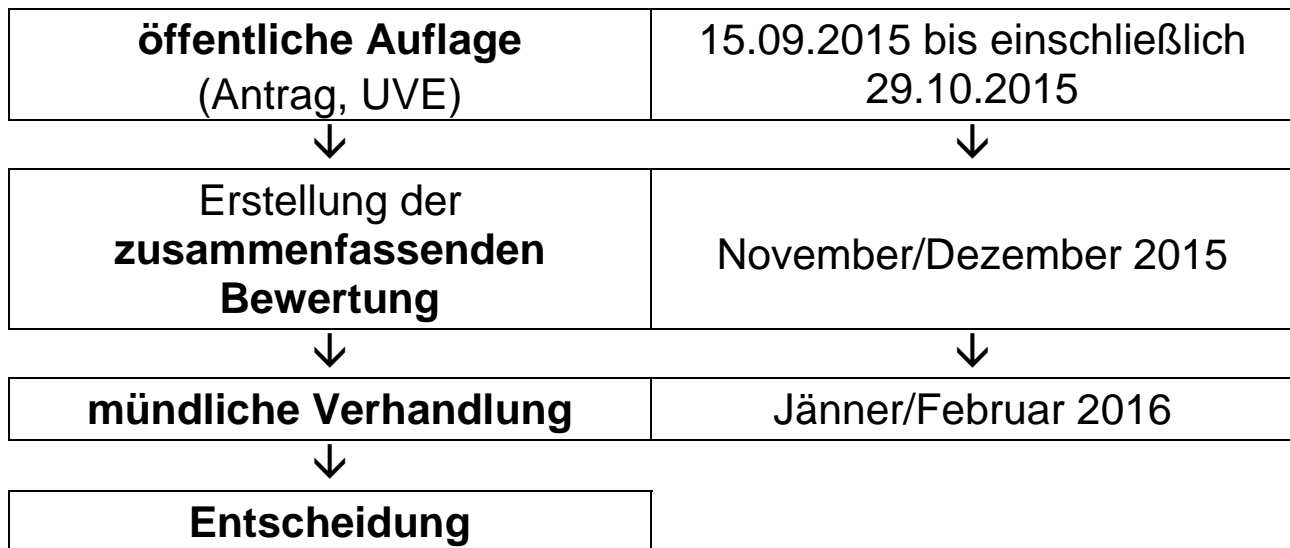 öffentliche Auflage
(Antrag, UVE)
15.09.2015 bis einschließlich
29.10.2015
Erstellung der
zusammenfassenden
Bewertung
November/Dezember 2015
mündliche Verhandlung
Jänner/Februar 2016
Entscheidung